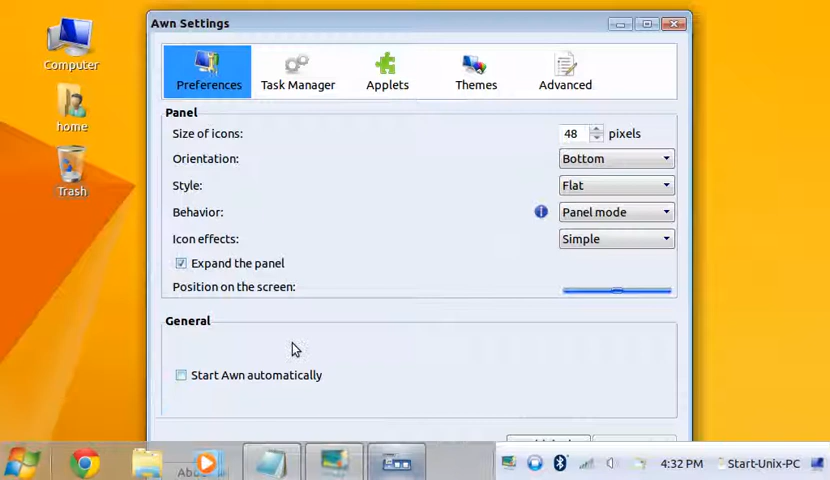 Awn Settings
Computer
home
Trash
Preferences
Task Manager
Applets
Themes
Advanced
Panel
Size of icons:
48 pixels
Orientation:
Bottom
Style:
Flat
Behavior:
Panel mode
Icon effects:
Simple
Expand the panel
Position on the screen:
General
Start Awn automatically
4:32 PM
Start-Unix-PC